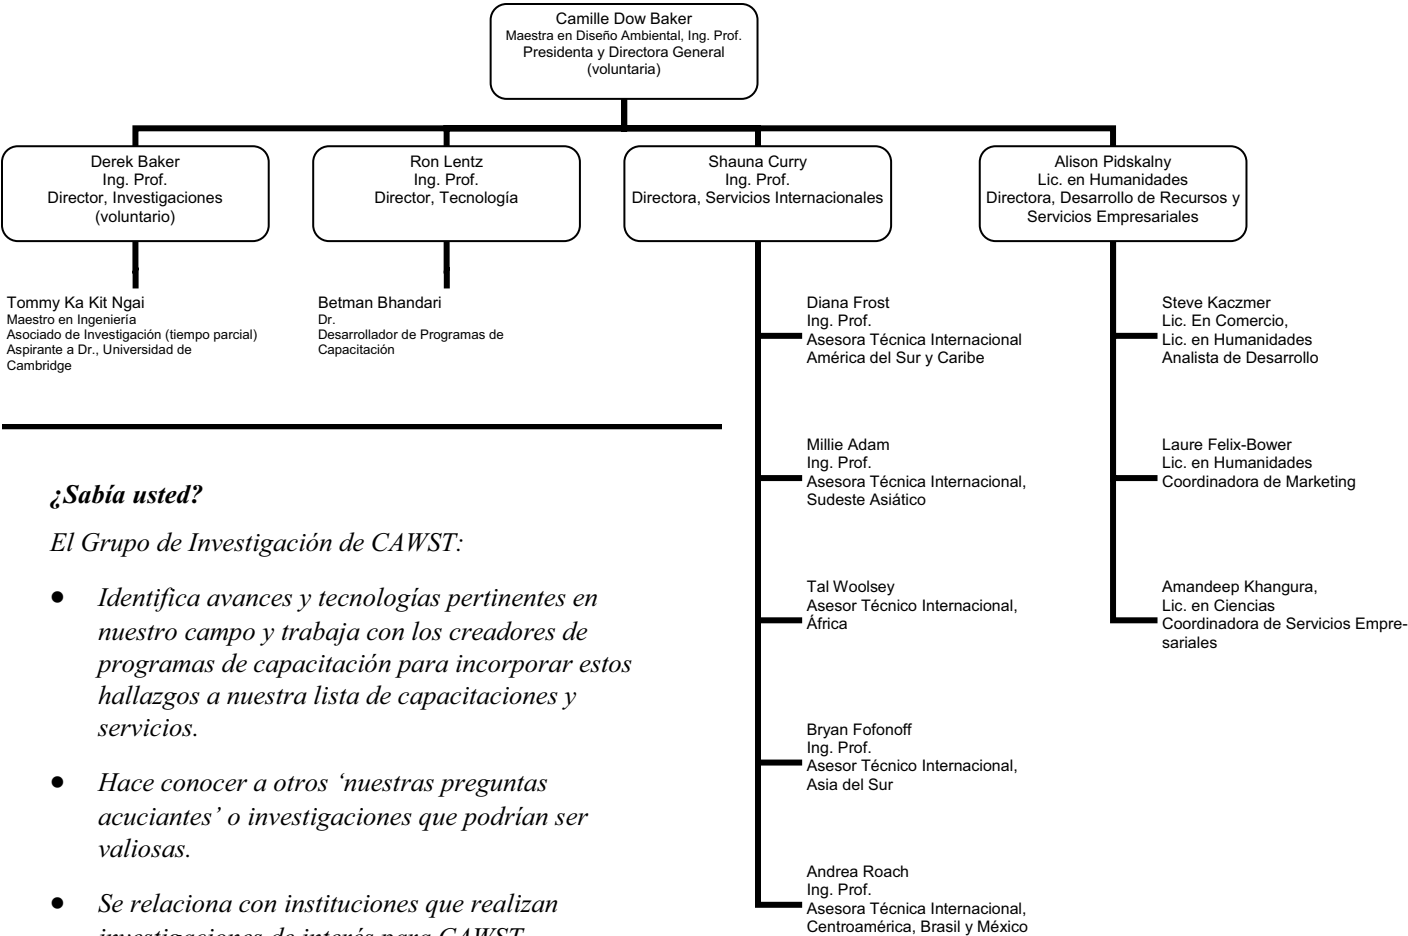 Camille Dow Baker
Maestra en Diseño Ambiental, Ing. Prof.
Presidenta y Directora General
(voluntaria)
Derek Baker
Ing. Prof.
Director, Investigaciones
(voluntario)
Ron Lentz
Ing. Prof.
Director, Tecnología
Shauna Curry
Ing. Prof.
Directora, Servicios Internacionales
Alison Pidskalny
Lic. en Humanidades
Directora, Desarrollo de Recursos y
Servicios Empresariales
Tommy Ka Kit Ngai
Maestro en Ingeniería
Asociado de Investigación (tiempo parcial)
Aspirante a Dr., Universidad de
Cambridge
Betman Bhandari
Dr.
Desarrollador de Programas de
Capacitación
Diana Frost
Ing. Prof.
Asesora Técnica Internacional
América del Sur y Caribe
Steve Kaczmer
Lic. En Comercio,
Lic. en Humanidades
Analista de Desarrollo
Millie Adam
Ing. Prof.
Asesora Técnica Internacional,
Sudeste Asiático
Laure Felix-Bower
Lic. en Humanidades
Coordinadora de Marketing
Tal Woolsey
Asesor Técnico Internacional,
África
Amandeep Khangura,
Lic. en Ciencias
Coordinadora de Servicios Empre-
sariales
Bryan Fofonoff
Ing. Prof.
Asesor Técnico Internacional,
Asia del Sur
Andrea Roach
Ing. Prof.
Asesora Técnica Internacional,
Centroamérica, Brasil y México
¿Sabía usted?
El Grupo de Investigación de CAWST:
• Identifica avances y tecnologías pertinentes en
nuestro campo y trabaja con los creadores de
programas de capacitación para incorporar estos
hallazgos a nuestra lista de capacitaciones y
servicios.
• Hace conocer a otros ‘nuestras preguntas
acuciantes’ o investigaciones que podrían ser
valiosas.
• Se relaciona con instituciones que realizan
investigaciones de interés para CAWST